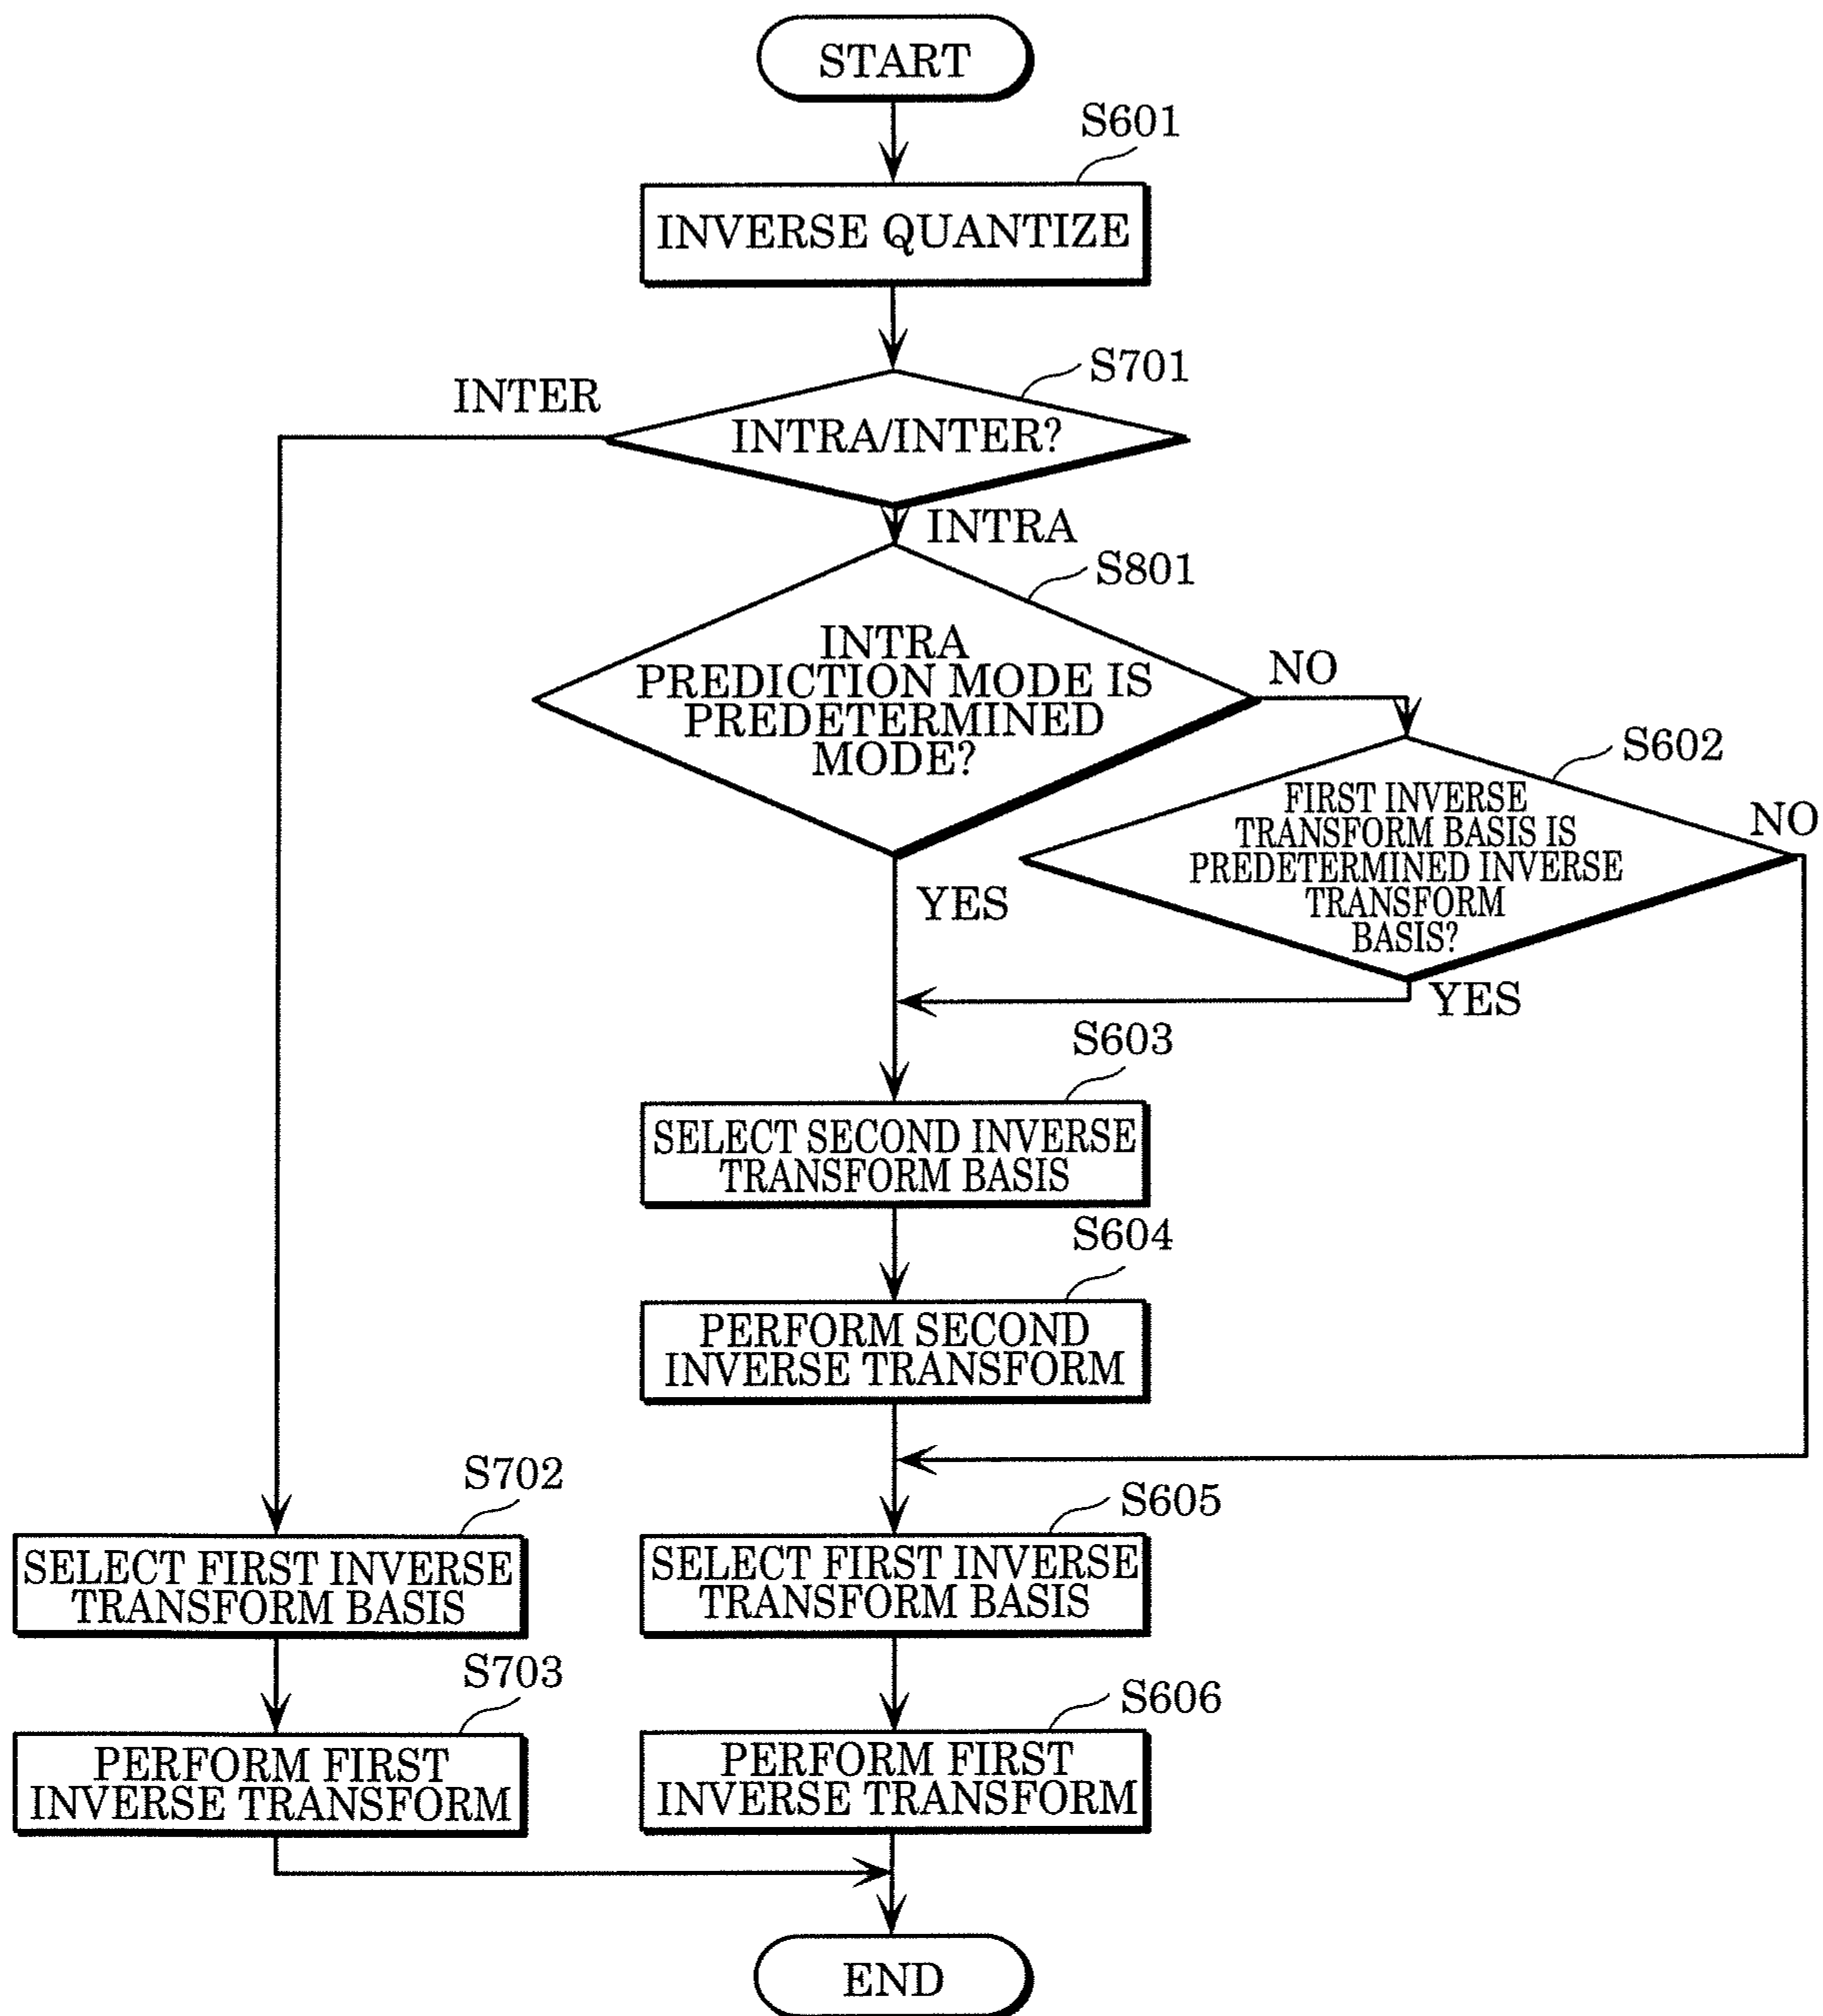 START
S601
INVERSE QUANTIZE
S701
INTER
INTRA/INTER?
INTRA
S801
INTRA
PREDICTION MODE IS
PREDETERMINED
MODE?
NO
S602
FIRST INVERSE
TRANSFORM BASIS IS
PREDETERMINED INVERSE
TRANSFORM
BASIS?
NO
YES
YES
S603
SELECT SECOND INVERSE
TRANSFORM BASIS
S604
PERFORM SECOND
INVERSE TRANSFORM
S702
SELECT FIRST INVERSE
TRANSFORM BASIS
S605
SELECT FIRST INVERSE
TRANSFORM BASIS
S703
PERFORM FIRST
INVERSE TRANSFORM
S606
PERFORM FIRST
INVERSE TRANSFORM
END